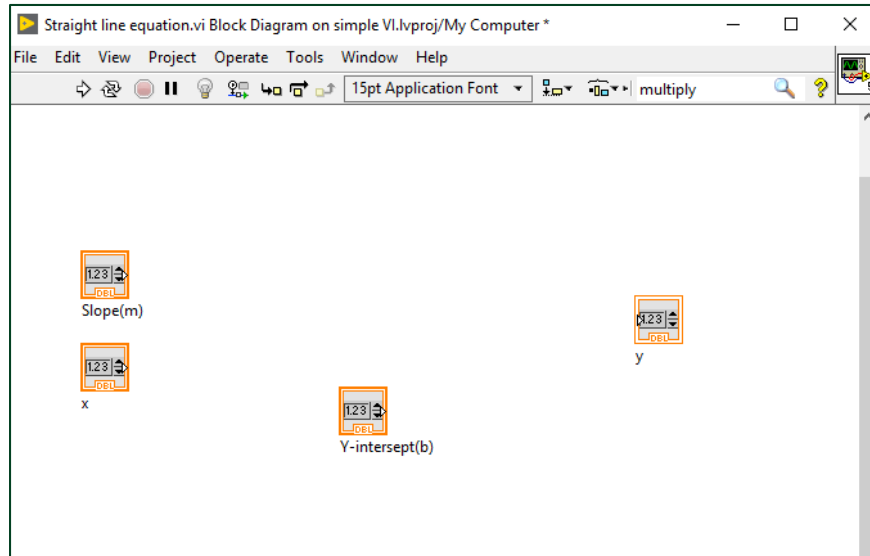 Straight line equation.vi Block Diagram on simple VI.lvproj/My Computer *
File Edit View Project Operate Tools Window Help
15pt Application Font multiply
1.23
DBL
Slope(m)
1.23
DBL
y
1.23
DBL
x
1.23
DBL
Y-intersept(b)